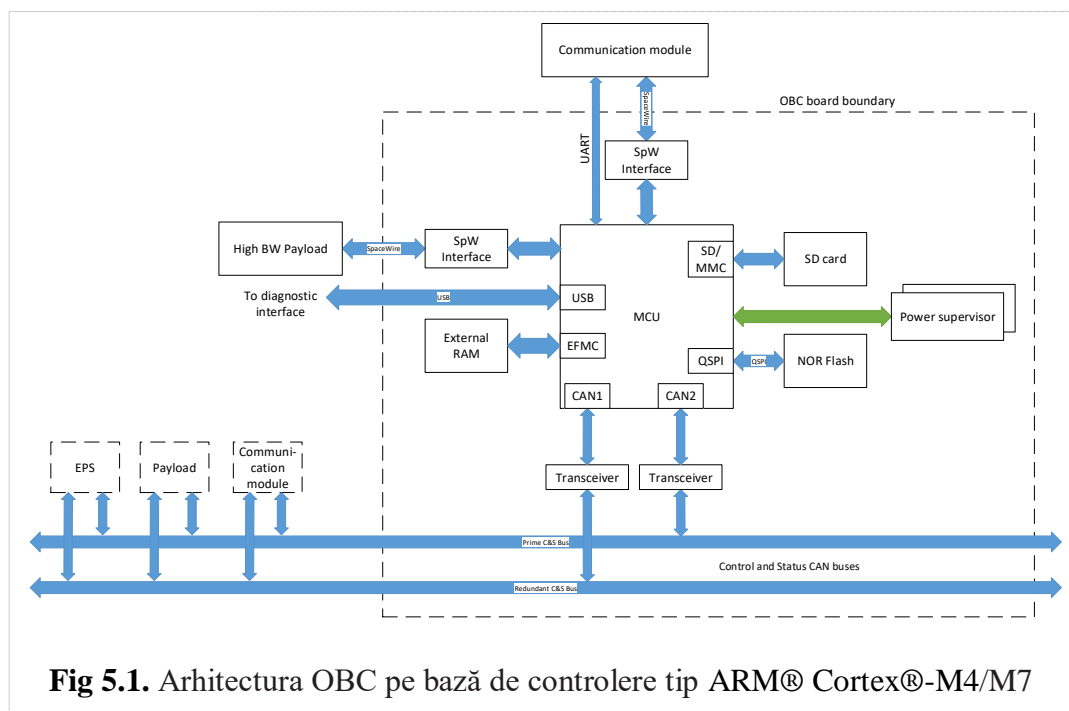 Communication module
OBC board boundary
SpaceWire
UART
SpW
Interface
High BW Payload
SpaceWire
SpW
Interface
SD/
MMC
SD card
To diagnostic
interface
USB
USB
MCU
Power supervisor
External
RAM
EFMC
QSPI
QSPI
NOR Flash
CAN1
CAN2
EPS
Payload
Communi-
cation
module
Transceiver
Transceiver
Prime C&S Bus
Control and Status CAN buses
Redundant C&S Bus
Fig 5.1. Arhitectura OBC pe bază de controlere tip ARM® Cortex®-M4/M7